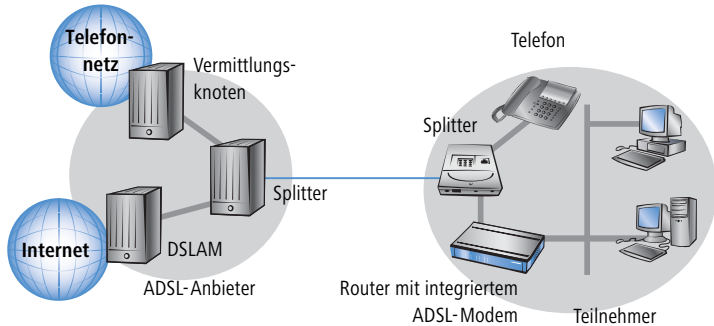 Telefon-
netz
Vermittlungs-
knoten
Splitter
Internet
DSLAM
ADSL-Anbieter
Telefon
Splitter
Router mit integriertem
ADSL-Modem
Teilnehmer